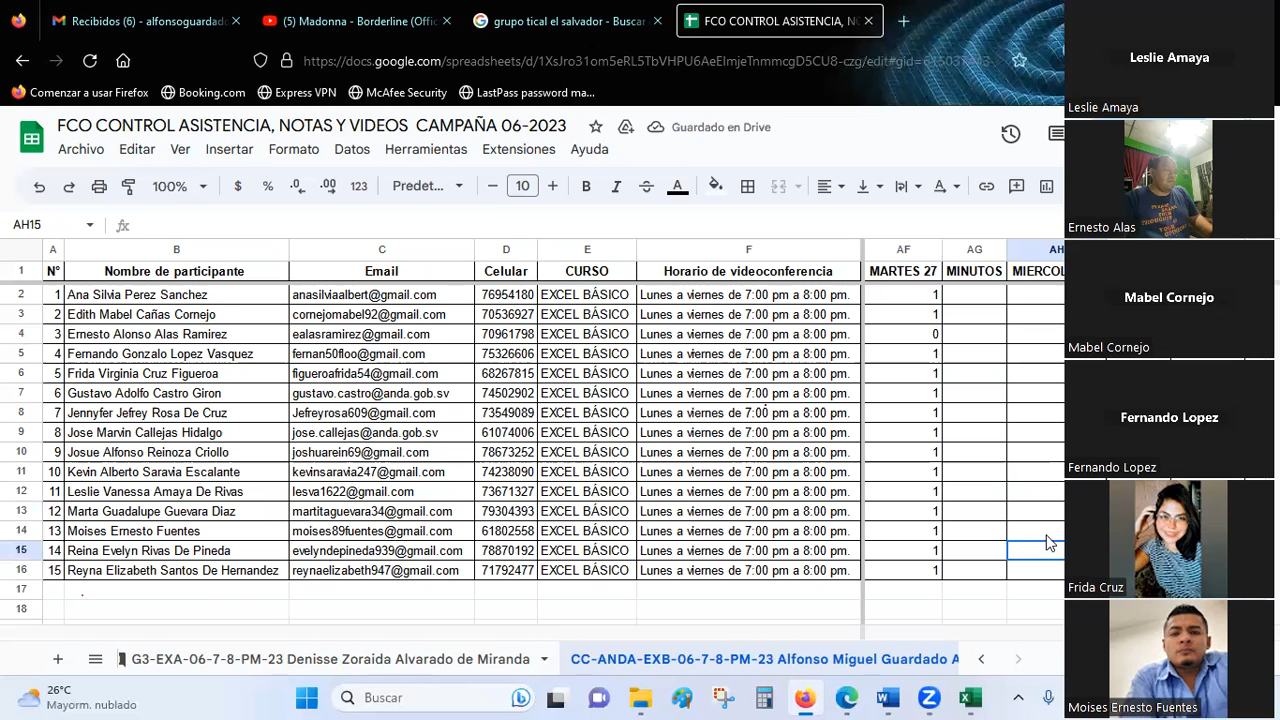 Recibidos (6) - alfonsoguardado
(5) Madonna - Borderline (Offic
grupo tical el salvador - Buscar
FCO CONTROL ASISTENCIA, N
https://docs.google.com/spreadsheets/d/
Comenzar a usar Firefox
Booking.com
Express VPN
McAfee Security
LastPass password ma...
FCO CONTROL ASISTENCIA, NOTAS Y VIDEOS CAMPAÑA 06-2023
Guardado en Drive
Archivo Editar Ver Insertar Formato Datos Herramientas Extensiones Ayuda
100% $ % .0 .00 123 Predet... 10 B I A
AH15 fx
A B C D E F AF AG AH
1 N° Nombre de participante Email Celular CURSO Horario de videoconferencia MARTES 27 MINUTOS MIERCOL
2 1 Ana Silvia Perez Sanchez anasilviaalbert@gmail.com 76954180 EXCEL BÁSICO Lunes a viernes de 7:00 pm a 8:00 pm. 1
3 2 Edith Mabel Cañas Cornejo cornejomabel92@gmail.com 70536927 EXCEL BÁSICO Lunes a viernes de 7:00 pm a 8:00 pm. 1
4 3 Ernesto Alonso Alas Ramirez ealasramirez@gmail.com 70961798 EXCEL BÁSICO Lunes a viernes de 7:00 pm a 8:00 pm. 0
5 4 Fernando Gonzalo Lopez Vasquez fernan50floo@gmail.com 75326606 EXCEL BÁSICO Lunes a viernes de 7:00 pm a 8:00 pm. 1
6 5 Frida Virginia Cruz Figueroa figueroafrida54@gmail.com 68267815 EXCEL BÁSICO Lunes a viernes de 7:00 pm a 8:00 pm. 1
7 6 Gustavo Adolfo Castro Giron gustavo.castro@anda.gob.sv 74502902 EXCEL BÁSICO Lunes a viernes de 7:00 pm a 8:00 pm. 1
8 7 Jennyfer Jefrey Rosa De Cruz Jefreyrosa609@gmail.com 73549089 EXCEL BÁSICO Lunes a viernes de 7:00 pm a 8:00 pm. 1
9 8 Jose Marvin Callejas Hidalgo jose.callejas@anda.gob.sv 61074006 EXCEL BÁSICO Lunes a viernes de 7:00 pm a 8:00 pm. 1
10 9 Josue Alfonso Reinoza Criollo joshuarein69@gmail.com 78673252 EXCEL BÁSICO Lunes a viernes de 7:00 pm a 8:00 pm. 1
11 10 Kevin Alberto Saravia Escalante kevinsaravia247@gmail.com 74238090 EXCEL BÁSICO Lunes a viernes de 7:00 pm a 8:00 pm. 1
12 11 Leslie Vanessa Amaya De Rivas lesva1622@gmail.com 73671327 EXCEL BÁSICO Lunes a viernes de 7:00 pm a 8:00 pm. 1
13 12 Marta Guadalupe Guevara Diaz martitaguevara34@gmail.com 79304393 EXCEL BÁSICO Lunes a viernes de 7:00 pm a 8:00 pm. 1
14 13 Moises Ernesto Fuentes moises89fuentes@gmail.com 61802558 EXCEL BÁSICO Lunes a viernes de 7:00 pm a 8:00 pm. 1
15 14 Reina Evelyn Rivas De Pineda evelyndepineda939@gmail.com 78870192 EXCEL BÁSICO Lunes a viernes de 7:00 pm a 8:00 pm. 1
16 15 Reyna Elizabeth Santos De Hernandez reynaelizabeth947@gmail.com 71792477 EXCEL BÁSICO Lunes a viernes de 7:00 pm a 8:00 pm. 1
17 .
18
G3-EXA-06-7-8-PM-23 Denisse Zoraida Alvarado de Miranda
CC-ANDA-EXB-06-7-8-PM-23 Alfonso Miguel Guardado A
26°C
Mayorm. nublado
Buscar
Leslie Amaya
Leslie Amaya
Ernesto Alas
Mabel Cornejo
Mabel Cornejo
Fernando Lopez
Fernando Lopez
Frida Cruz
Moises Ernesto Fuentes